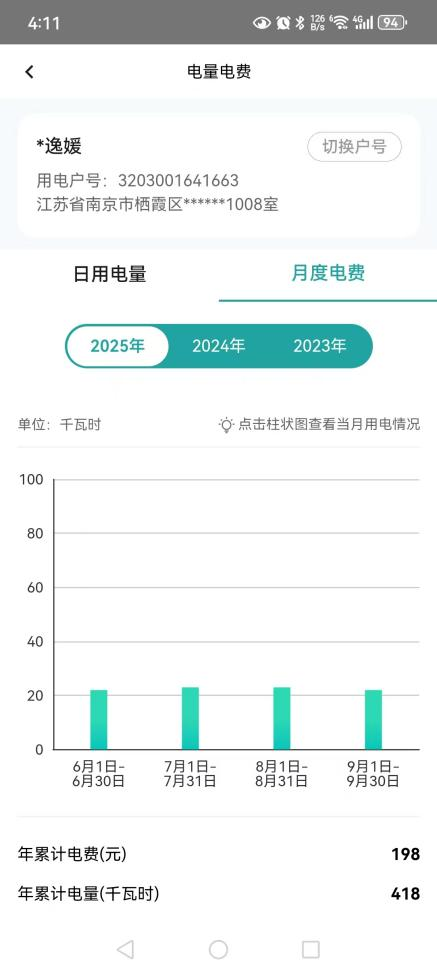 4:11
126 B/s 6 4G 94
电量电费
*逸媛 切换户号
用电户号：3203001641663
江苏省南京市栖霞区******1008室
日用电量 月度电费
2025年 2024年 2023年
单位：千瓦时 点击柱状图查看当月用电情况
100
80
60
40
20
0
6月1日-
6月30日
7月1日-
7月31日
8月1日-
8月31日
9月1日-
9月30日
年累计电费(元) 198
年累计电量(千瓦时) 418